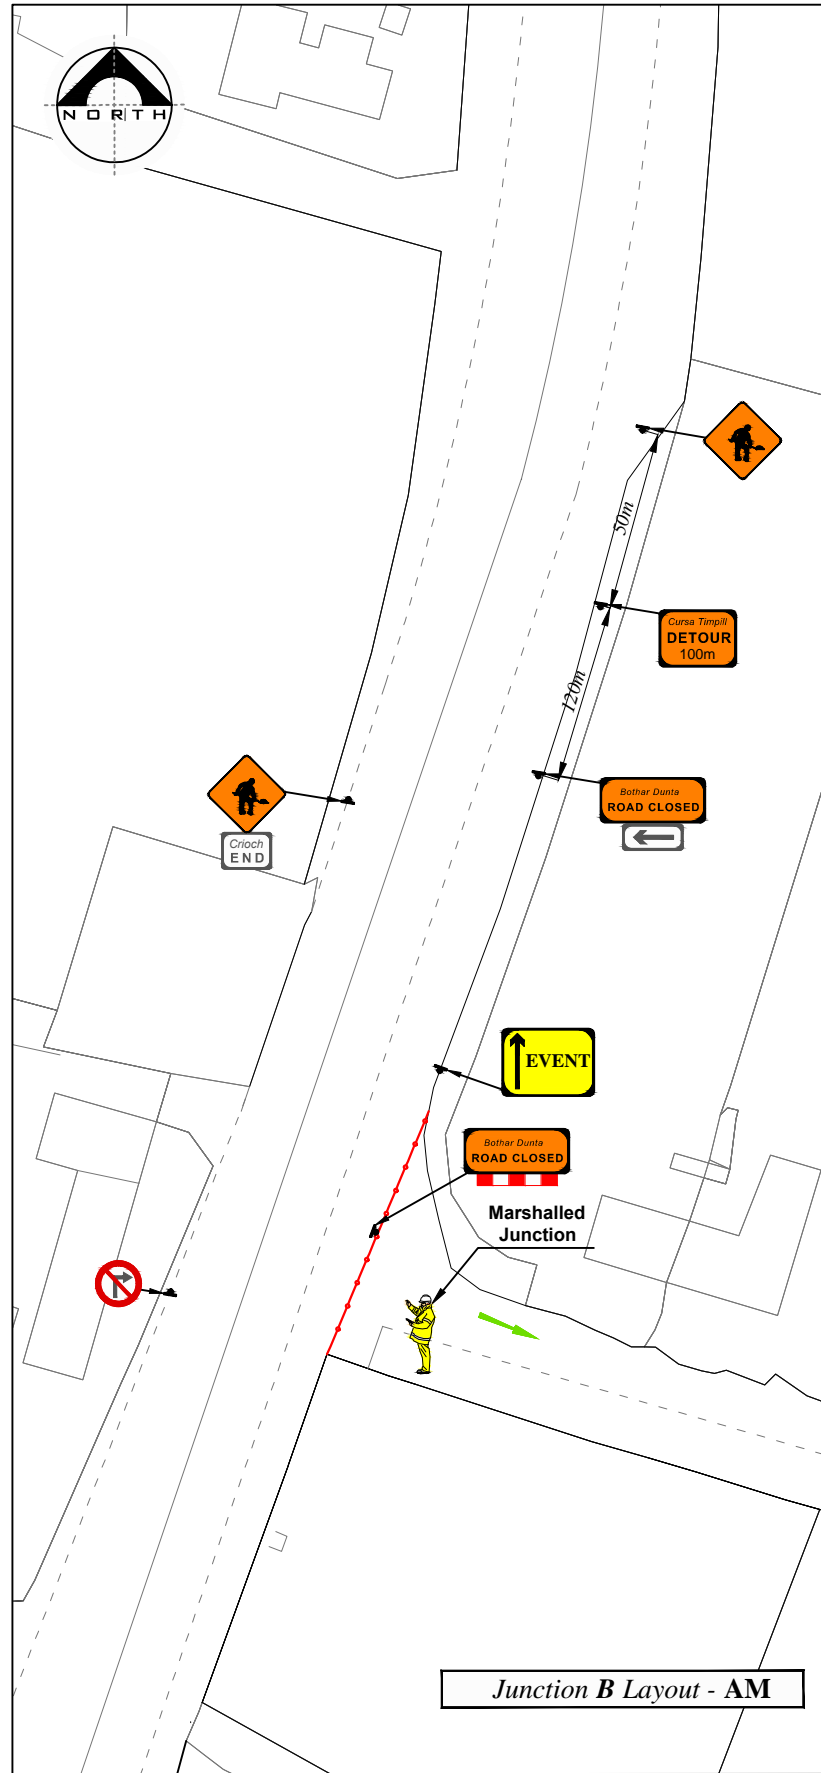 NORTH
50m
Cursa Timpill
DETOUR
100m
120m
Bothar Dunta
ROAD CLOSED
Crioch
END
EVENT
Bothar Dunta
ROAD CLOSED
Marshalled
Junction
Junction B Layout - AM